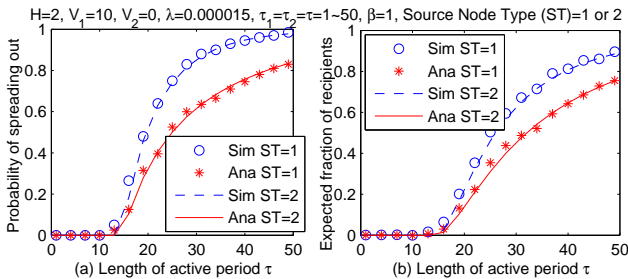 H=2, V₁=10, V₂=0, λ=0.000015, τ₁=τ₂=τ=1~50, β=1, Source Node Type (ST)=1 or 2
Probability of spreading out
1
0.8
0.6
0.4
0.2
0
0 10 20 30 40 50
Sim ST=1
Ana ST=1
Sim ST=2
Ana ST=2
(a) Length of active period τ
Expected fraction of recipients
1
0.8
0.6
0.4
0.2
0
0 10 20 30 40 50
Sim ST=1
Ana ST=1
Sim ST=2
Ana ST=2
(b) Length of active period τ